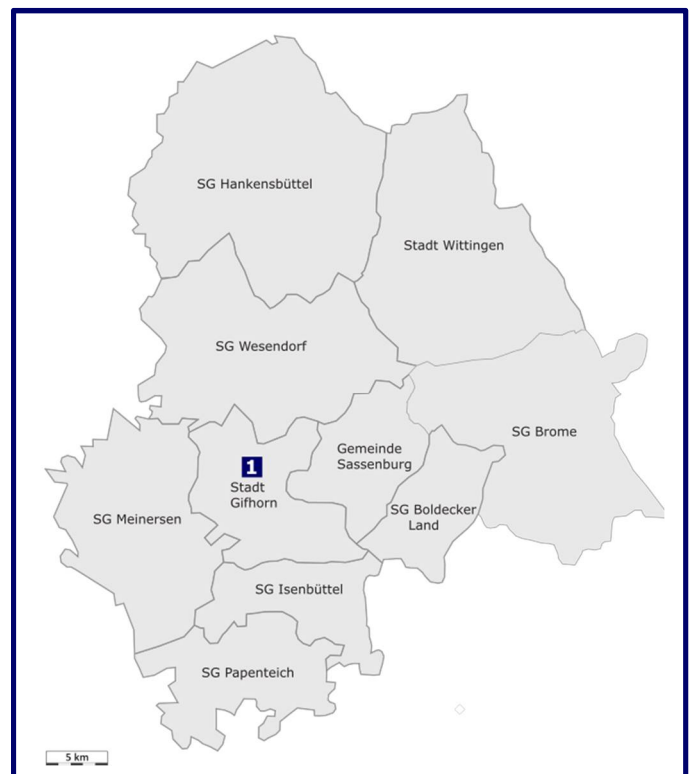 SG Hankensbüttel
Stadt Wittingen
SG Wesendorf
SG Brome
Gemeinde
Sassenburg
1
Stadt
Gifhorn
SG Boldecker
Land
SG Meinersen
SG Isenbüttel
SG Papenteich
5 km